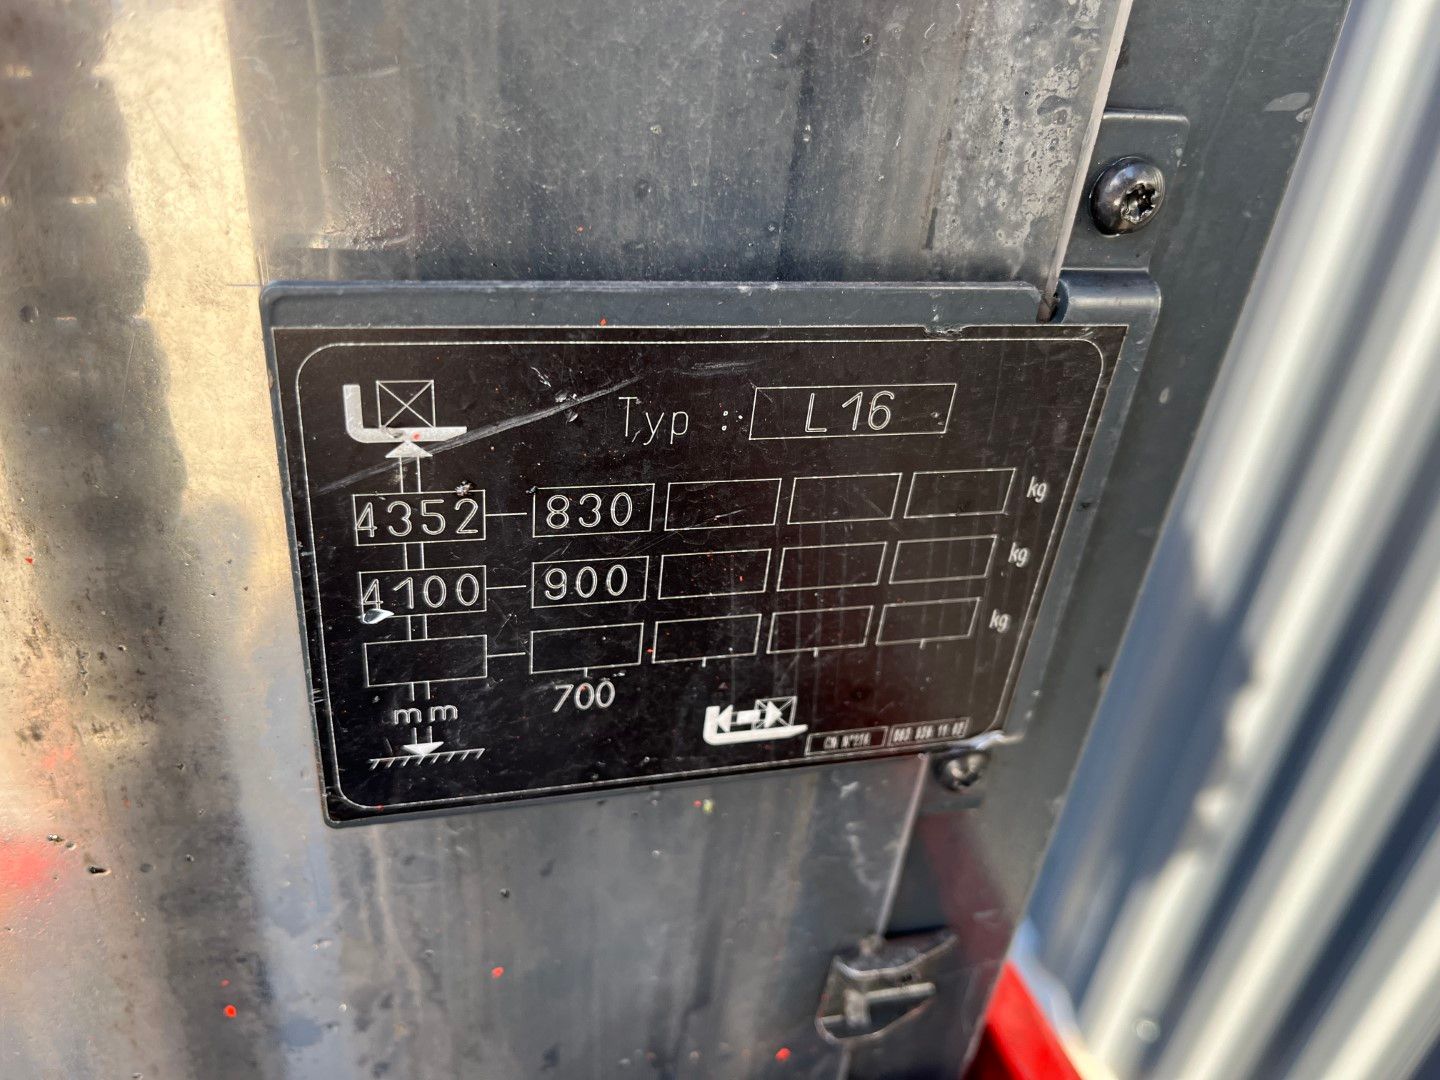 Typ : L 16
4352 830 kg
4100 900 kg
kg
mm 700